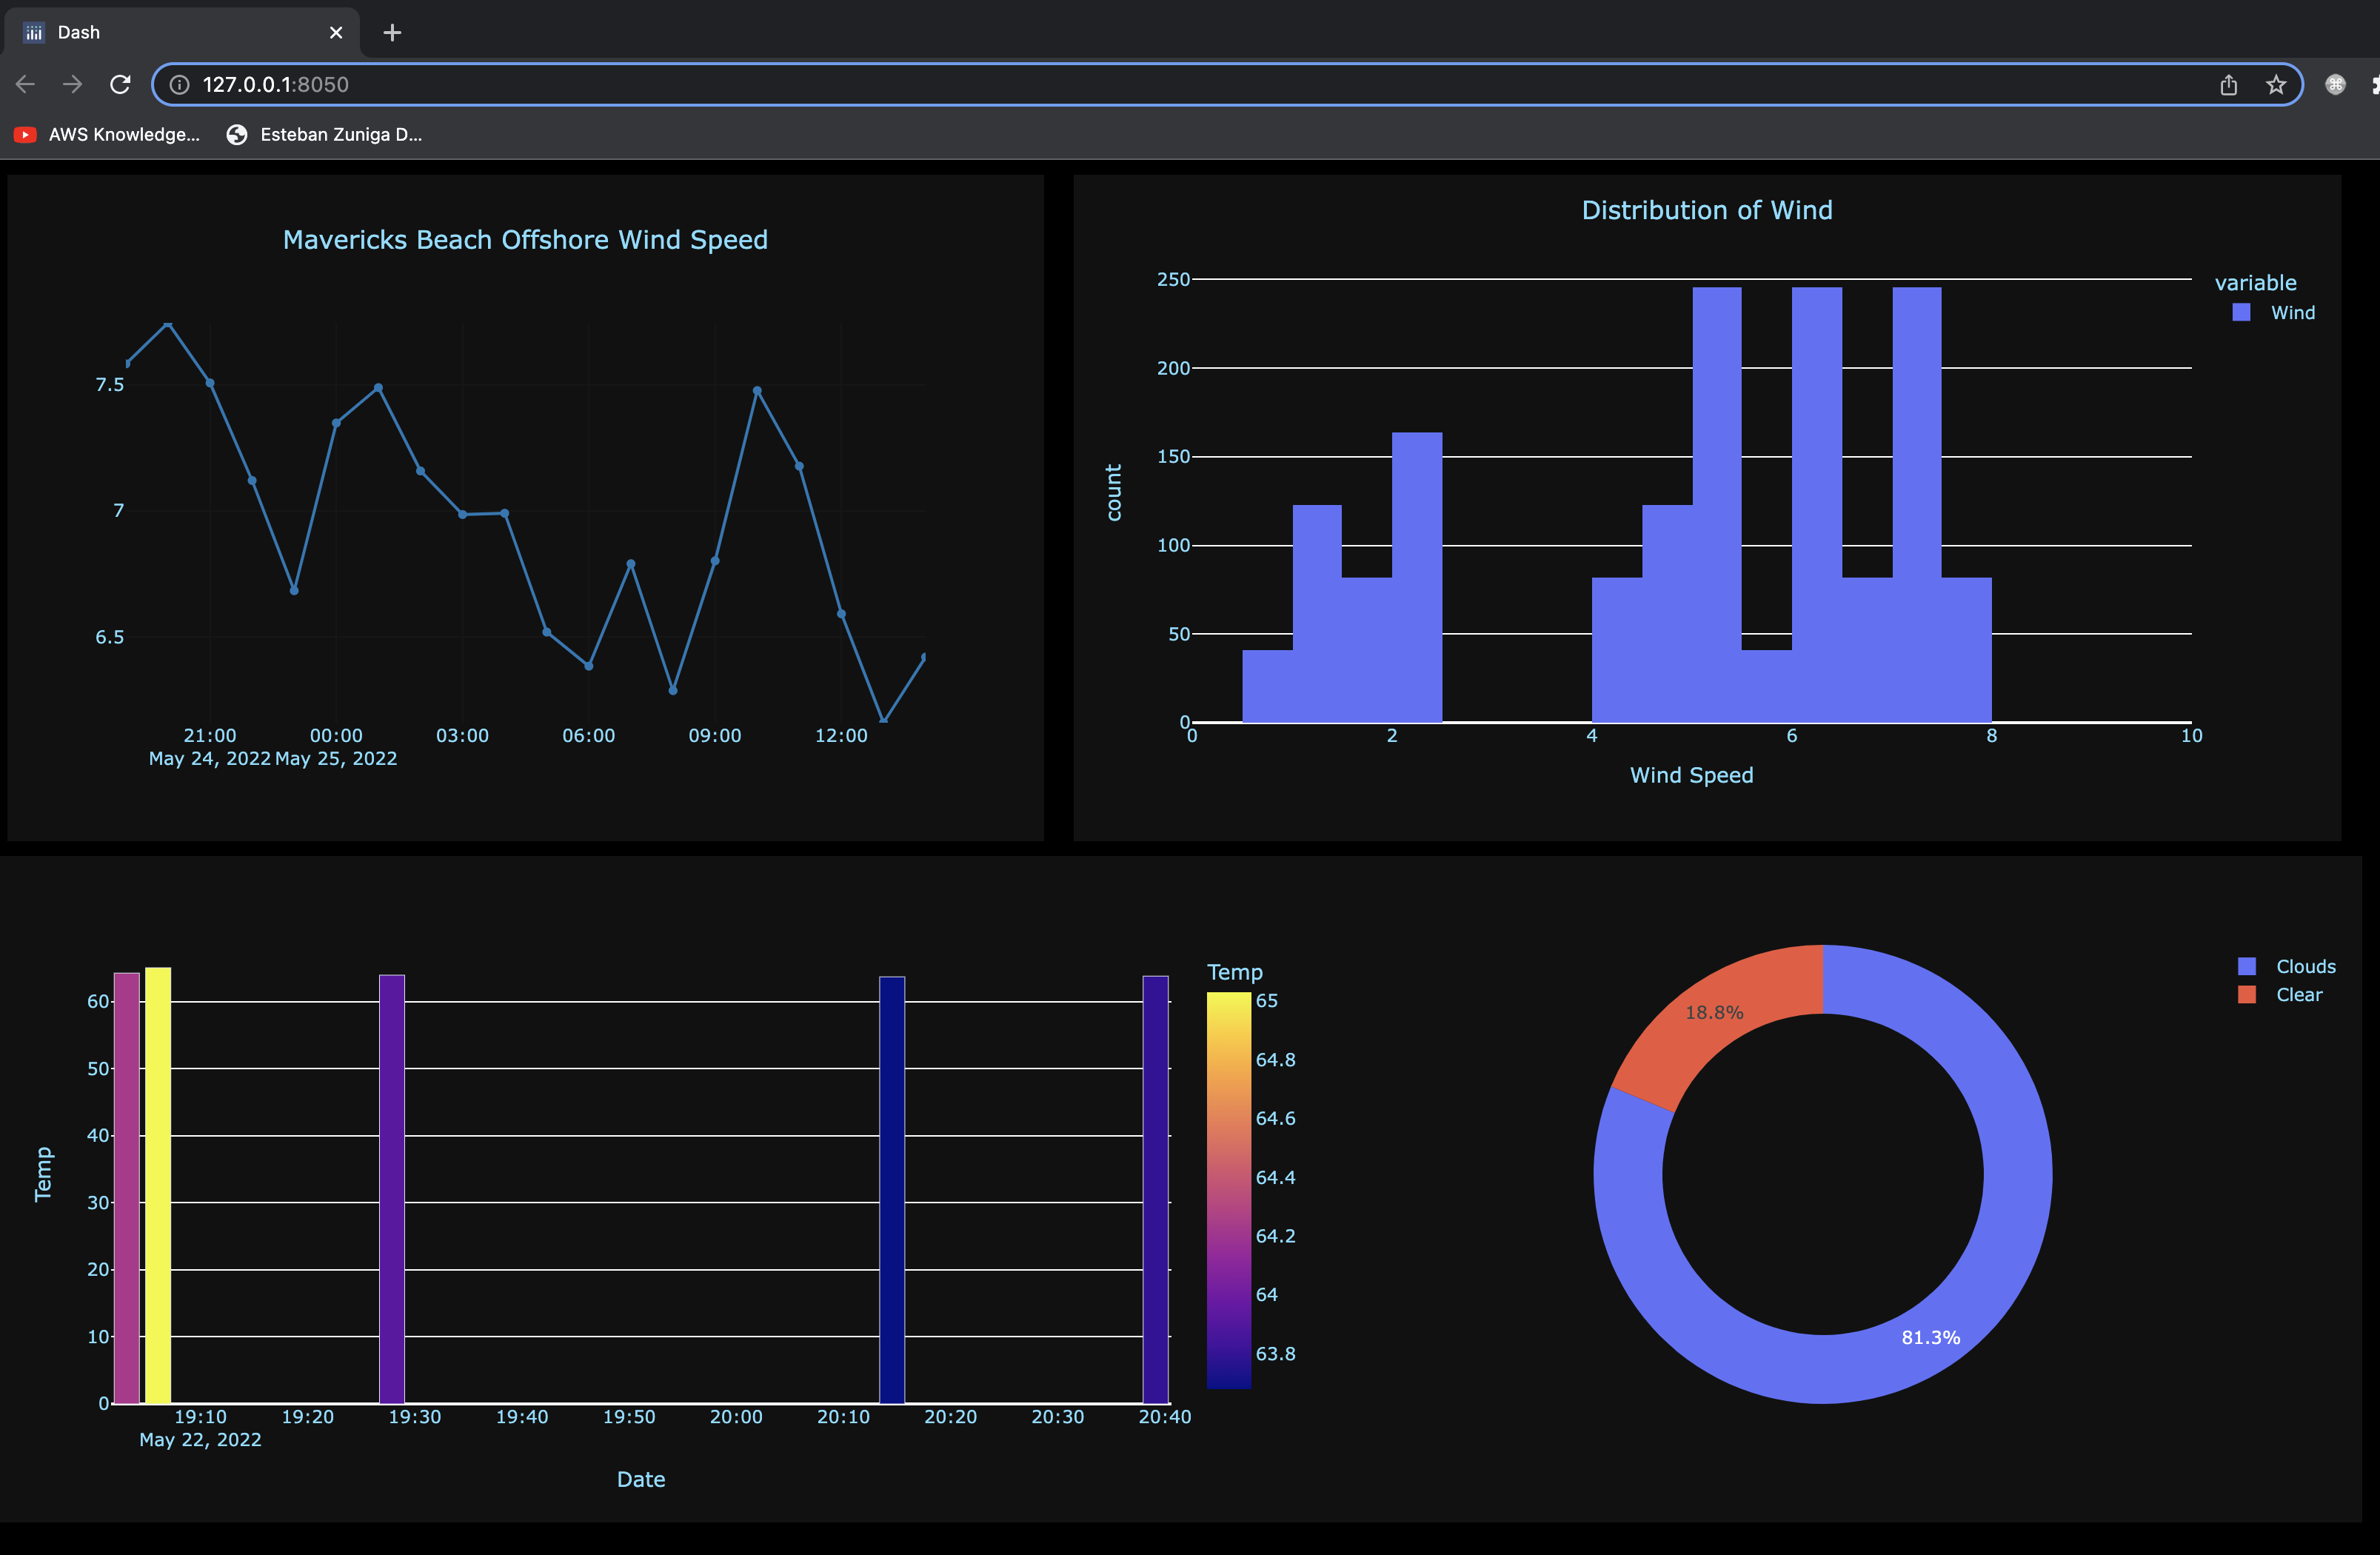 Dash
127.0.0.1:8050
AWS Knowledge...
Esteban Zuniga D...
Mavericks Beach Offshore Wind Speed
7.5
7
6.5
21:00 00:00 03:00 06:00 09:00 12:00
May 24, 2022 May 25, 2022
Distribution of Wind
250
200
150
100
50
0
count
0 2 4 6 8 10
Wind Speed
variable
Wind
60
50
40
30
20
10
0
Temp
19:10 19:20 19:30 19:40 19:50 20:00 20:10 20:20 20:30 20:40
May 22, 2022
Date
Temp
65
64.8
64.6
64.4
64.2
64
63.8
18.8%
81.3%
Clouds
Clear